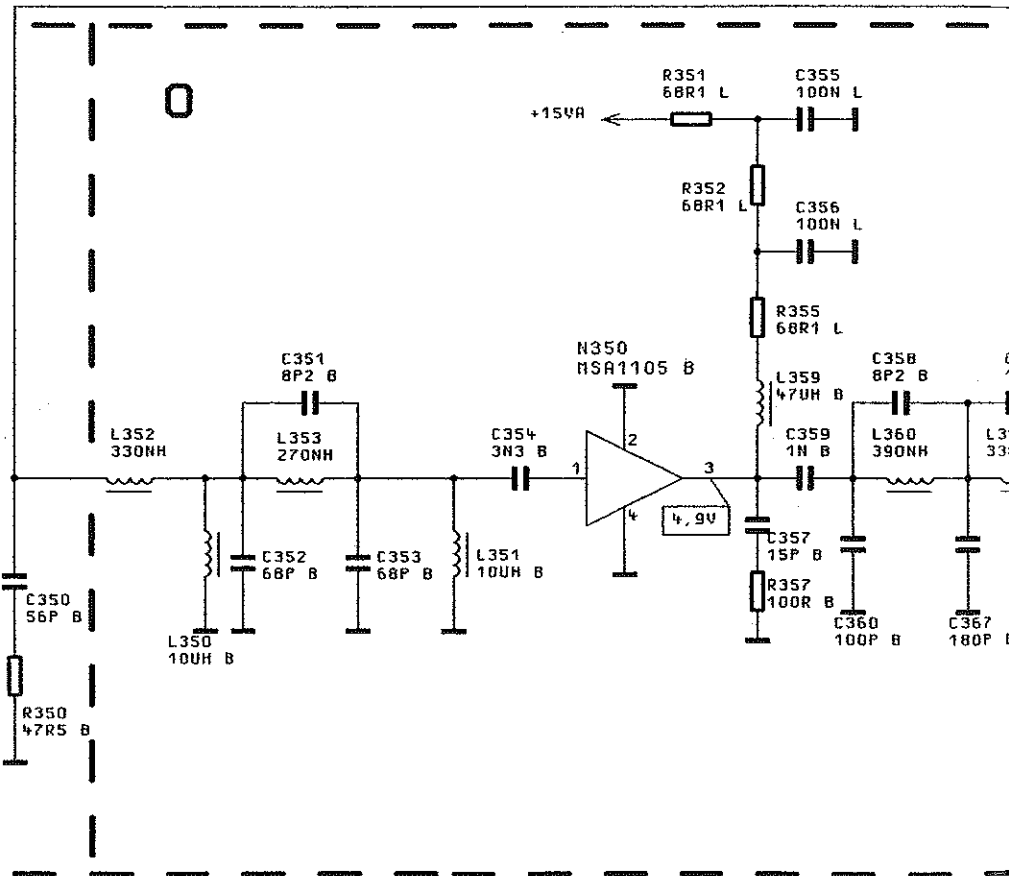 R351
68R1 L
C355
100N L
+15VA
R352
68R1 L
C356
100N L
R355
68R1 L
C351
8P2 B
N350
MSA1105 B
L359
47UH B
C358
8P2 B
L352
330NH
L353
270NH
C354
3N3 B
1
2
3
4
4,9V
C359
1N B
L360
390NH
C352
68P B
C353
68P B
L351
10UH B
C357
15P B
R357
100R B
C350
56P B
L350
10UH B
C360
100P B
C367
180P B
R350
47R5 B